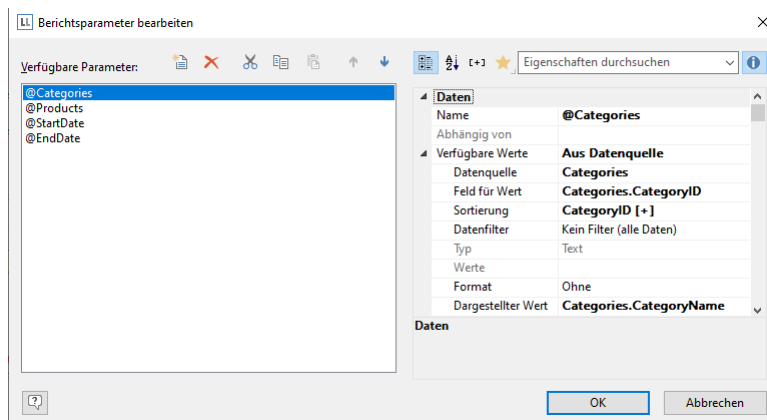 LL Berichtsparameter bearbeiten
Verfügbare Parameter:
Eigenschaften durchsuchen
@Categories
@Products
@StartDate
@EndDate
Daten
Name @Categories
Abhängig von
Verfügbare Werte Aus Datenquelle
Datenquelle Categories
Feld für Wert Categories.CategoryID
Sortierung CategoryID [+]
Datenfilter Kein Filter (alle Daten)
Typ Text
Werte
Format Ohne
Dargestellter Wert Categories.CategoryName
Daten
OK Abbrechen